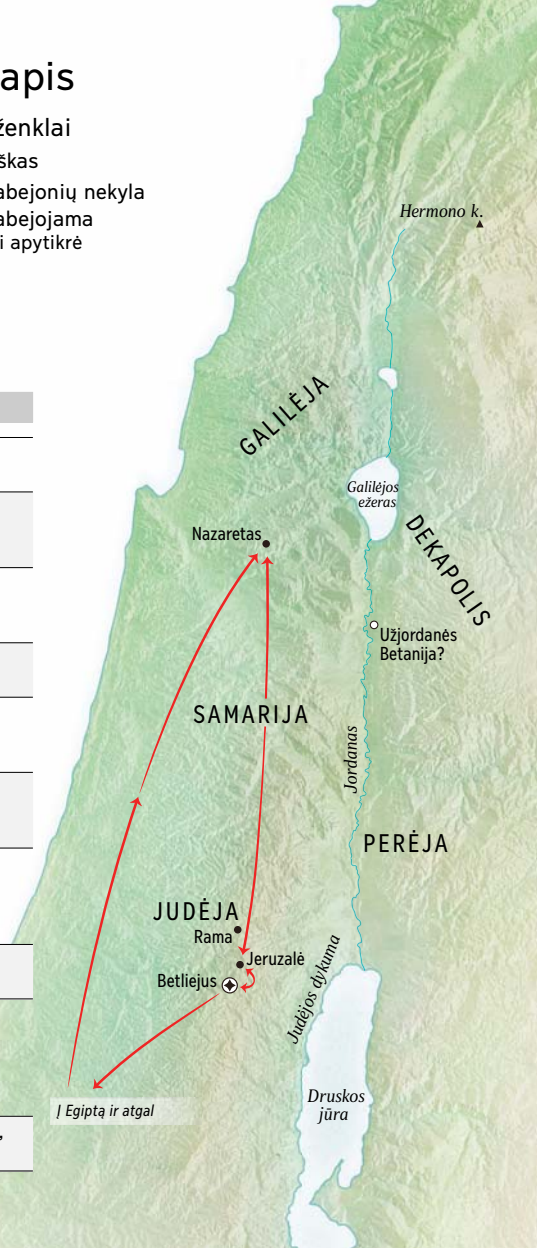 apis
ženklai
škas
abejonių nekyla
abejojama
i apytikrė
Hermono k.
GALILĖJA
Galilėjos
ežeras
DEKAPOLIS
Nazaretas
Užjordanės
Betanija?
SAMARIJA
Jordanas
PERĖJA
JUDĖJA
Rama
Jeruzalė
Betliejus
Judėjos dykuma
Druskos
jūra
Į Egiptą ir atgal